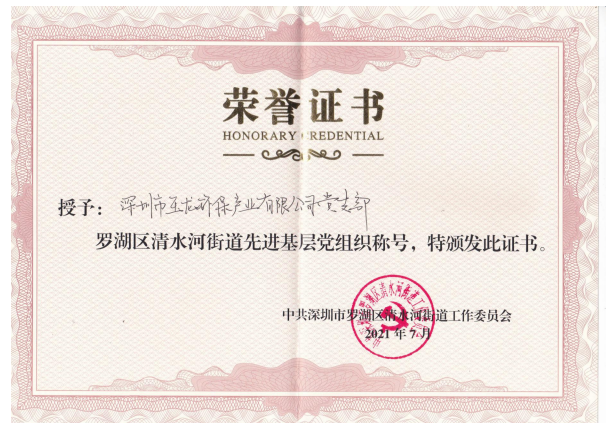 荣誉证书
HONORARY CREDENTIAL
授予：深圳市玉龙环保产业有限公司党支部
罗湖区清水河街道先进基层党组织称号，特颁发此证书。
中共深圳市罗湖区清水河街道工作委员会
2021年7月